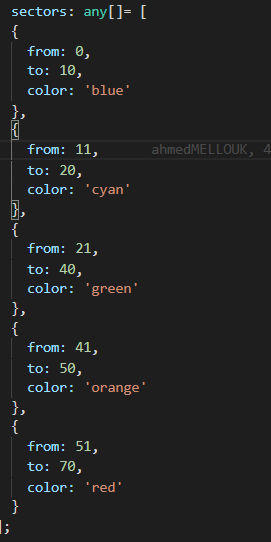 sectors: any[]= [
{
from: 0,
to: 10,
color: 'blue'
},
{
from: 11, ahmedMELLOUK, 4
to: 20,
color: 'cyan'
},
{
from: 21,
to: 40,
color: 'green'
},
{
from: 41,
to: 50,
color: 'orange'
},
{
from: 51,
to: 70,
color: 'red'
}
];